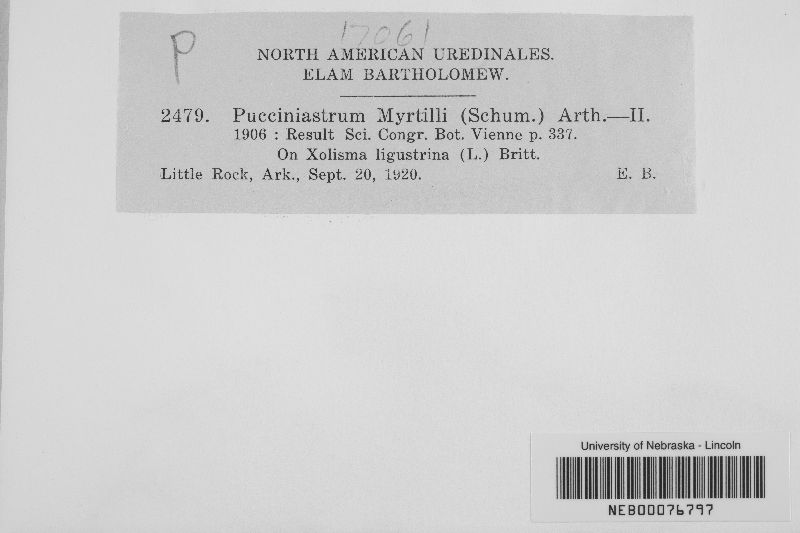 17061
P
NORTH AMERICAN UREDINALES.
ELAM BARTHOLOMEW.
2479. Pucciniastrum Myrtilli (Schum.) Arth.—II.
1906 : Result Sci. Congr. Bot. Vienne p. 337.
On Xolisma ligustrina (L.) Britt.
Little Rock, Ark., Sept. 20, 1920. E. B.
University of Nebraska - Lincoln
NEB00076797